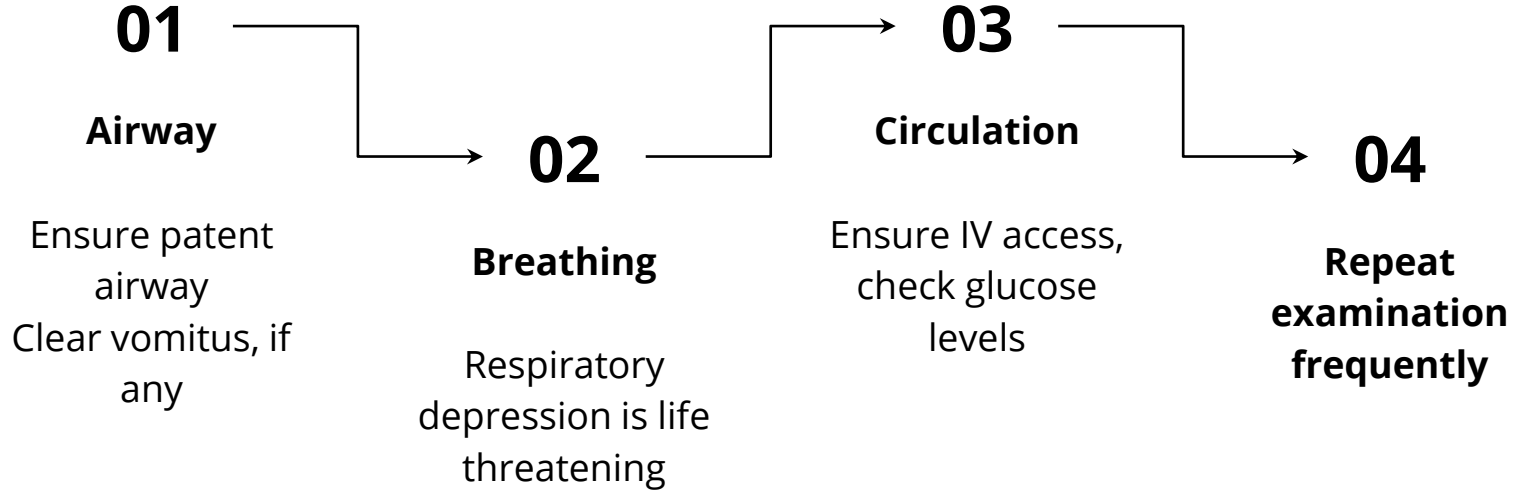 01
Airway
Ensure patent
airway
Clear vomitus, if
any
02
Breathing
Respiratory
depression is life
threatening
03
Circulation
Ensure IV access,
check glucose
levels
04
Repeat
examination
frequently